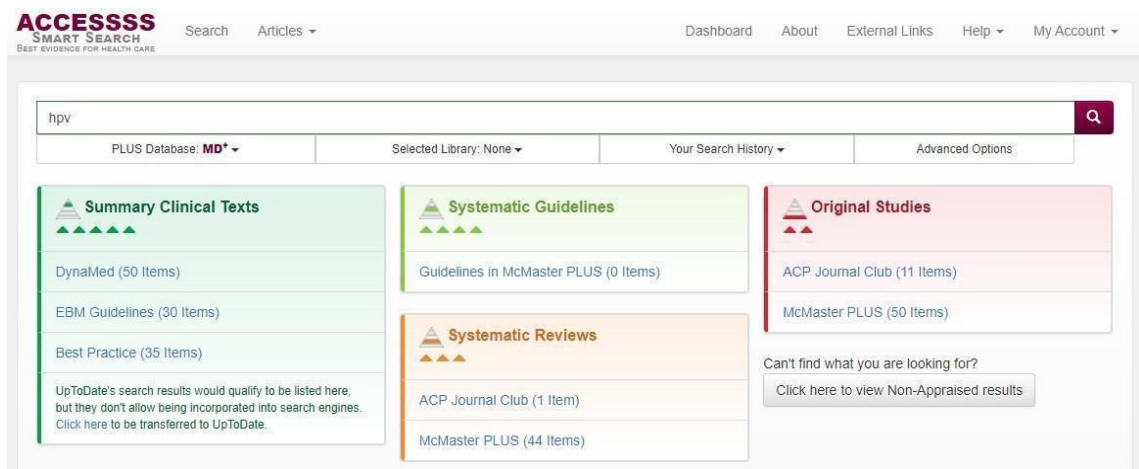 ACCESSSS
SMART SEARCH
BEST EVIDENCE FOR HEALTH CARE
Search
Articles
Dashboard
About
External Links
Help
My Account
hpv
PLUS Database: MD+
Selected Library: None
Your Search History
Advanced Options
Summary Clinical Texts
DynaMed (50 Items)
EBM Guidelines (30 Items)
Best Practice (35 Items)
UpToDate's search results would qualify to be listed here,
but they don't allow being incorporated into search engines.
Click here to be transferred to UpToDate.
Systematic Guidelines
Guidelines in McMaster PLUS (0 Items)
Systematic Reviews
ACP Journal Club (1 Item)
McMaster PLUS (44 Items)
Original Studies
ACP Journal Club (11 Items)
McMaster PLUS (50 Items)
Can't find what you are looking for?
Click here to view Non-Appraised results